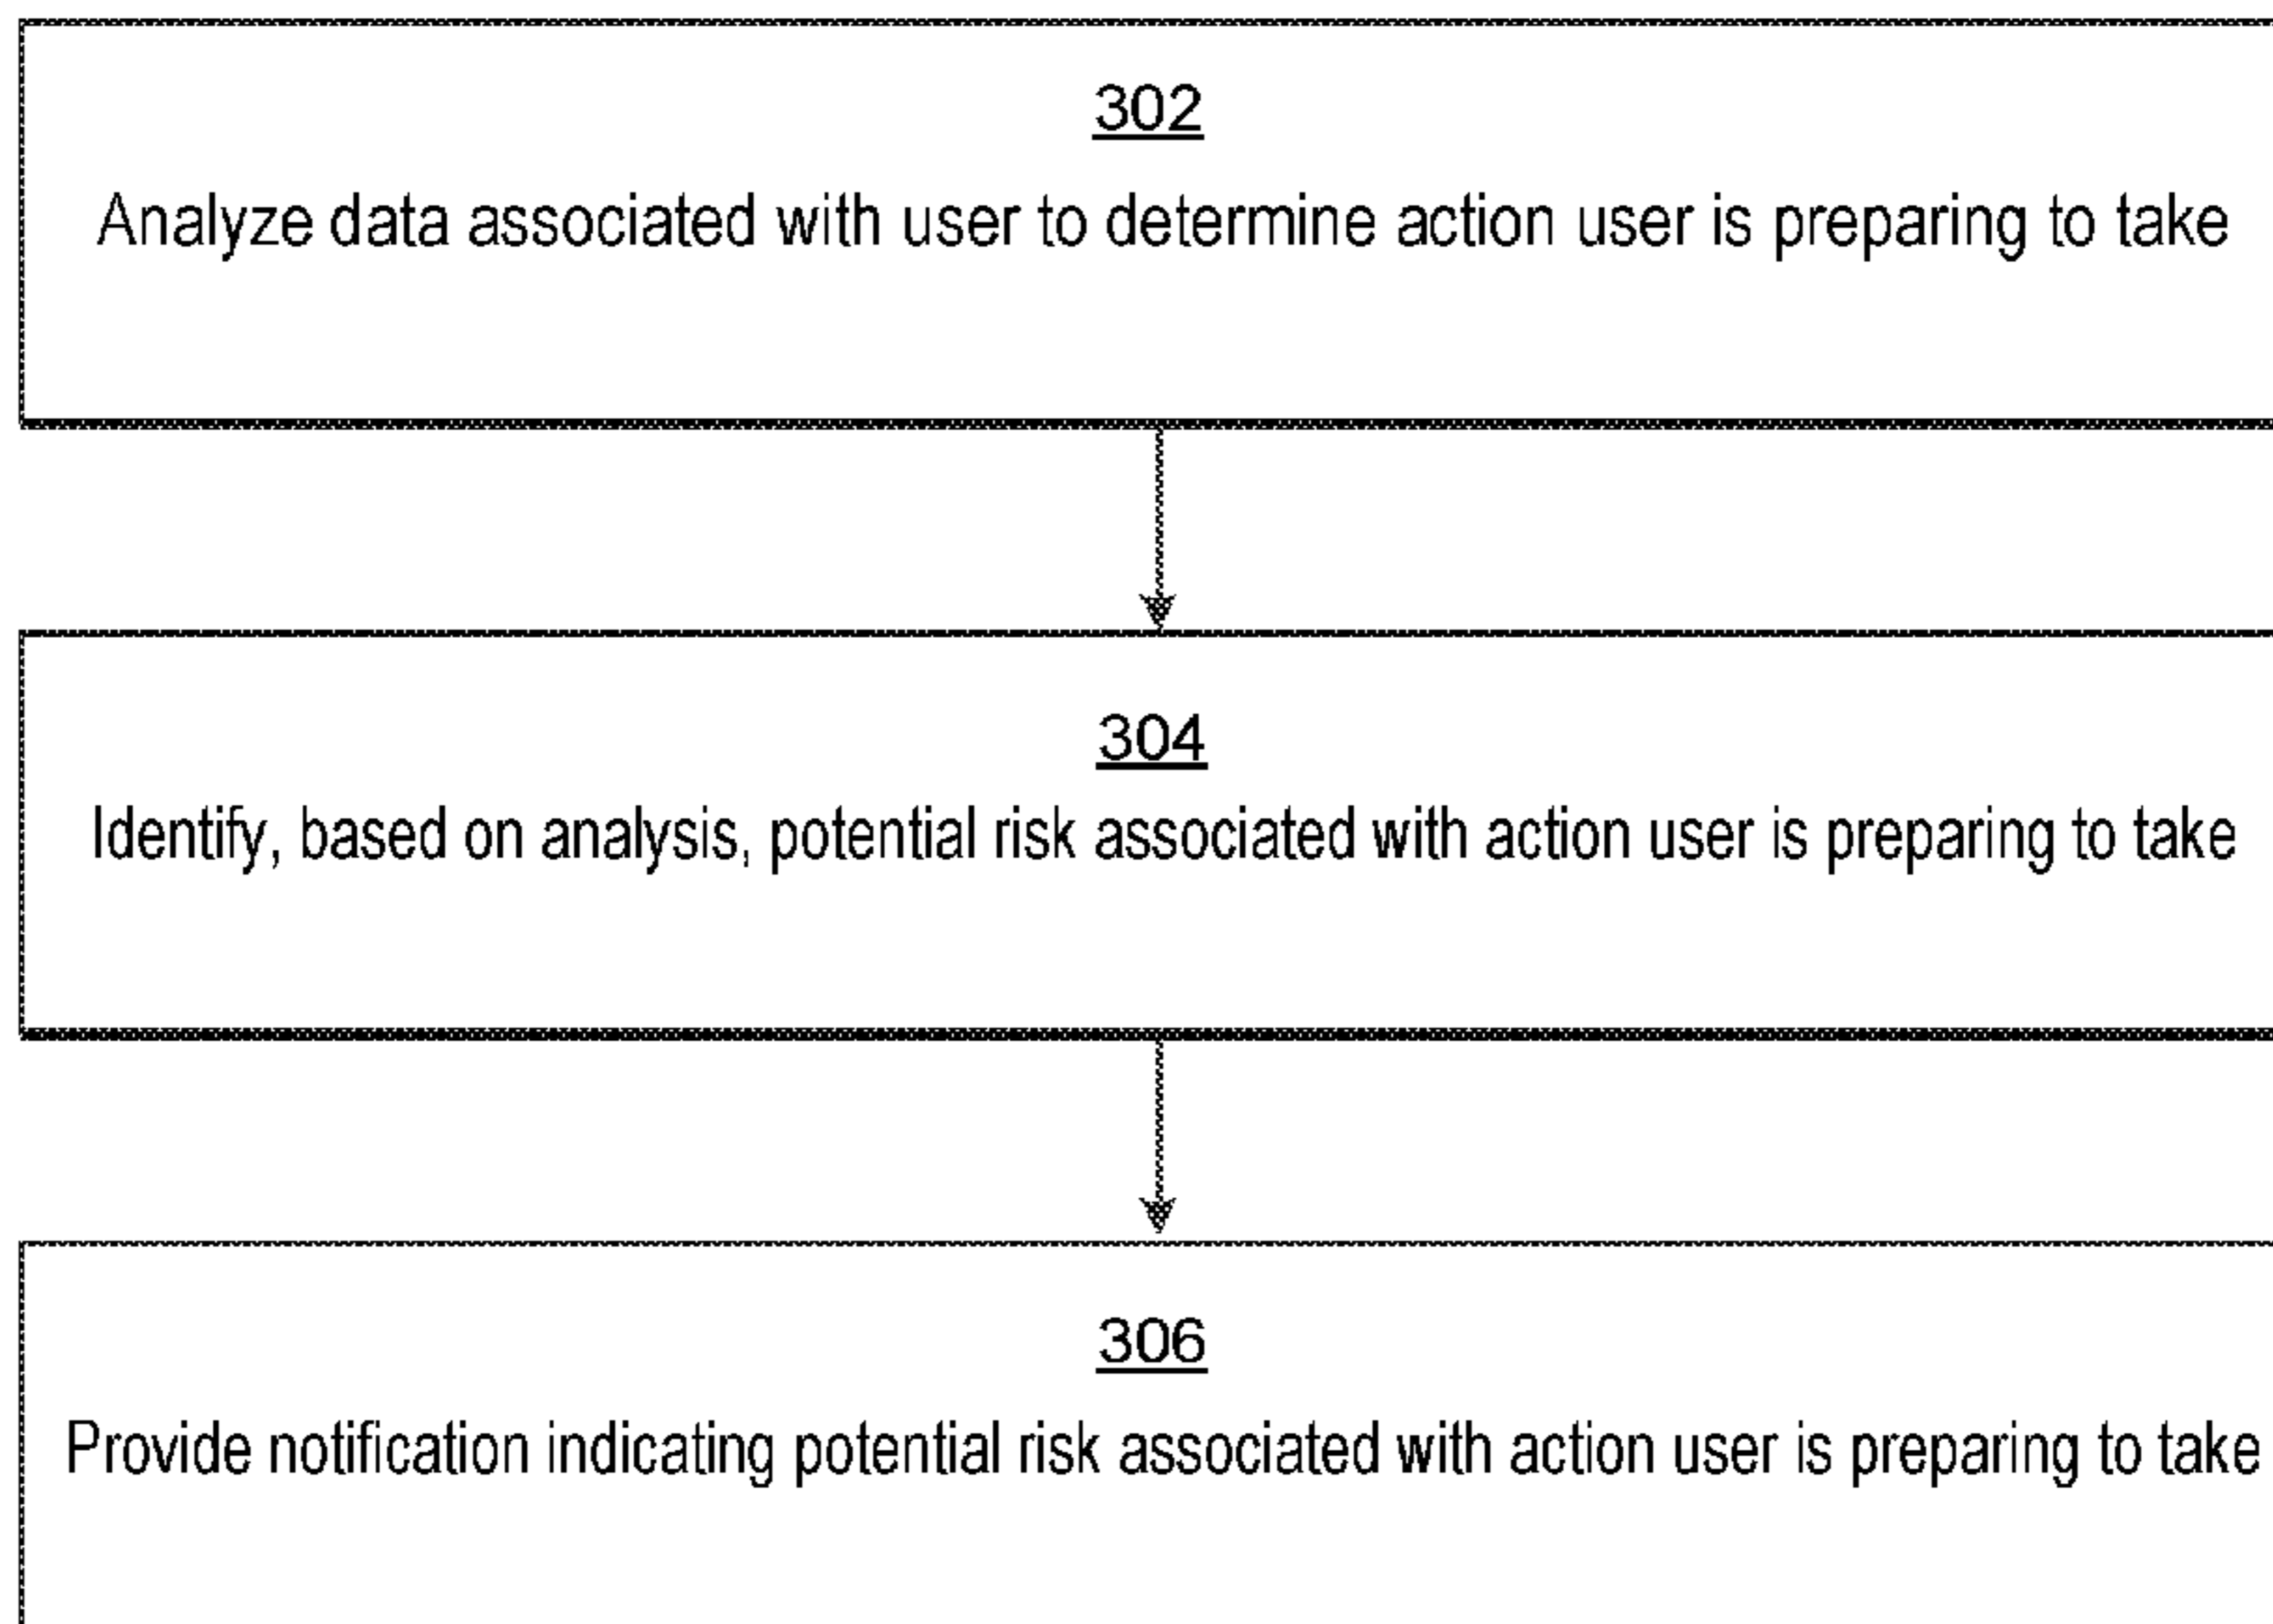 302
Analyze data associated with user to determine action user is preparing to take
304
Identify, based on analysis, potential risk associated with action user is preparing to take
306
Provide notification indicating potential risk associated with action user is preparing to take